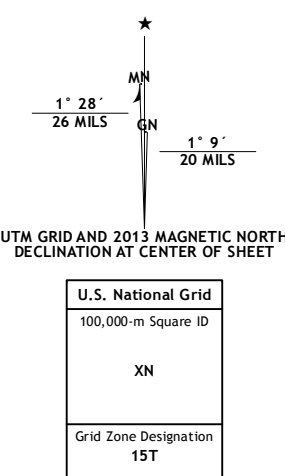 ★
MN
1° 28´
26 MILS
GN
1° 9´
20 MILS
UTM GRID AND 2013 MAGNETIC NORTH
DECLINATION AT CENTER OF SHEET
U.S. National Grid
100,000-m Square ID
XN
Grid Zone Designation
15T